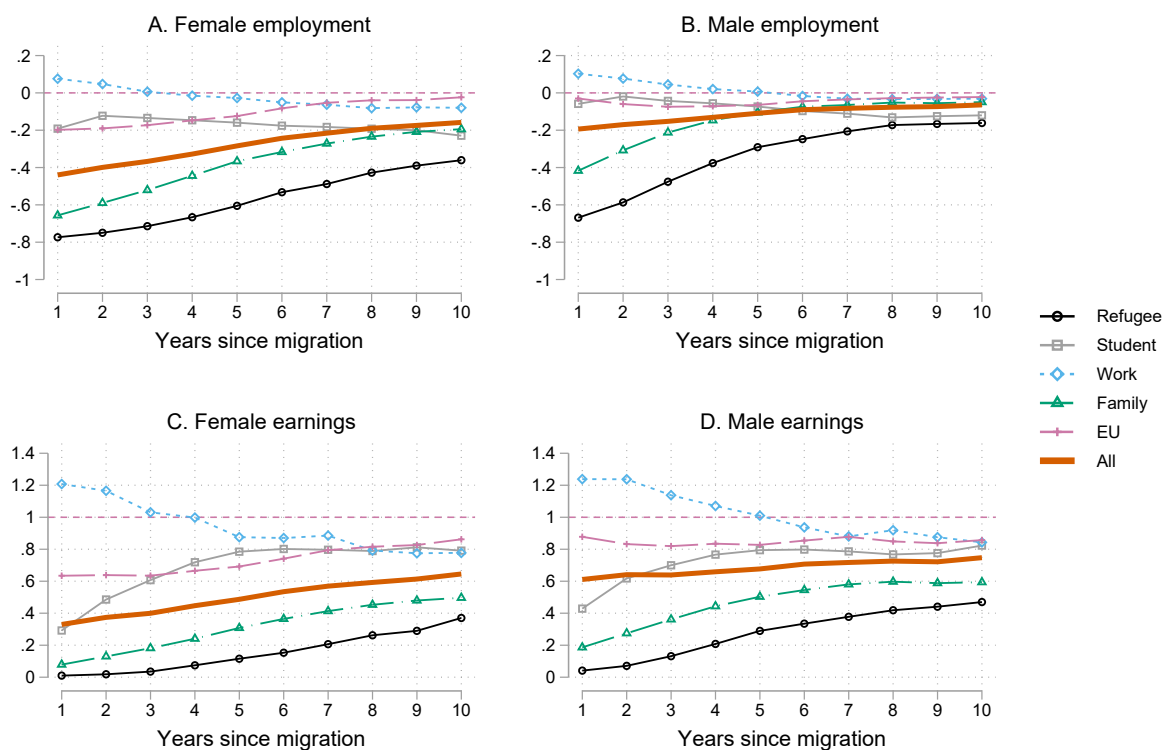 A. Female employment
.2
0
-.2
-.4
-.6
-.8
-1
1 2 3 4 5 6 7 8 9 10
Years since migration
B. Male employment
.2
0
-.2
-.4
-.6
-.8
-1
1 2 3 4 5 6 7 8 9 10
Years since migration
C. Female earnings
1.4
1.2
1
.8
.6
.4
.2
0
1 2 3 4 5 6 7 8 9 10
Years since migration
D. Male earnings
1.4
1.2
1
.8
.6
.4
.2
0
1 2 3 4 5 6 7 8 9 10
Years since migration
Refugee
Student
Work
Family
EU
All